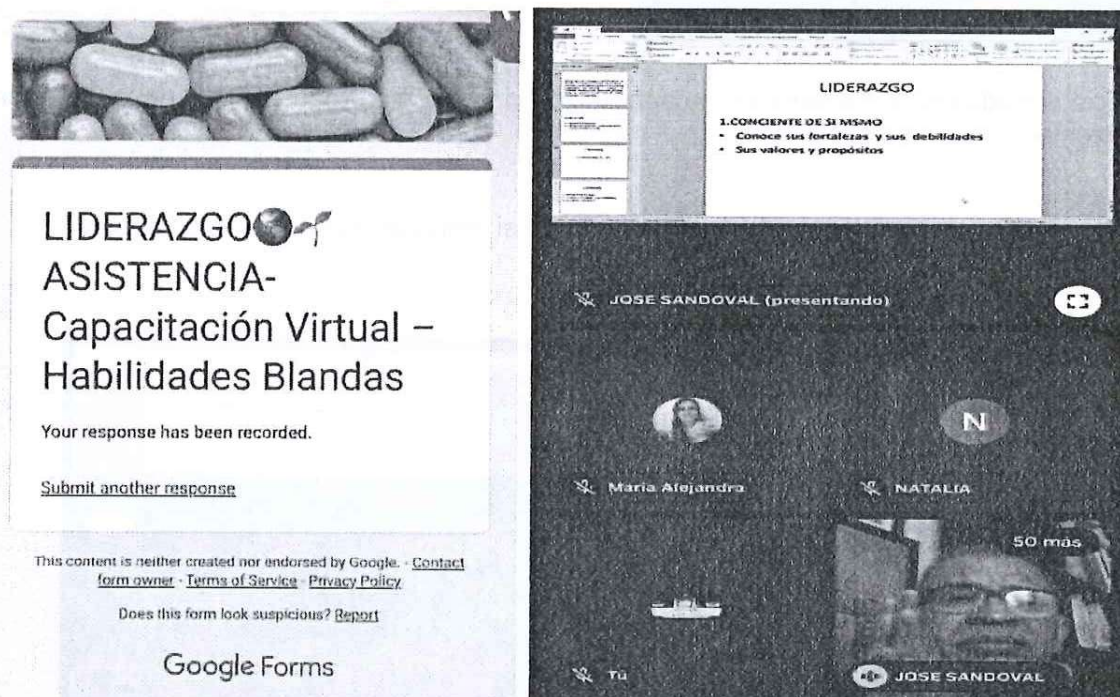 LIDERAZGO🌎🌱
ASISTENCIA-
Capacitación Virtual –
Habilidades Blandas
Your response has been recorded.
Submit another response
This content is neither created nor endorsed by Google. - Contact
form owner - Terms of Service - Privacy Policy
Does this form look suspicious? Report
Google Forms
LIDERAZGO
1.CONCIENTE DE SI MISMO
• Conoce sus fortalezas y sus debilidades
• Sus valores y propósitos
JOSE SANDOVAL (presentando)
N
Maria Alejandra
NATALIA
50 más
Tú
JOSE SANDOVAL